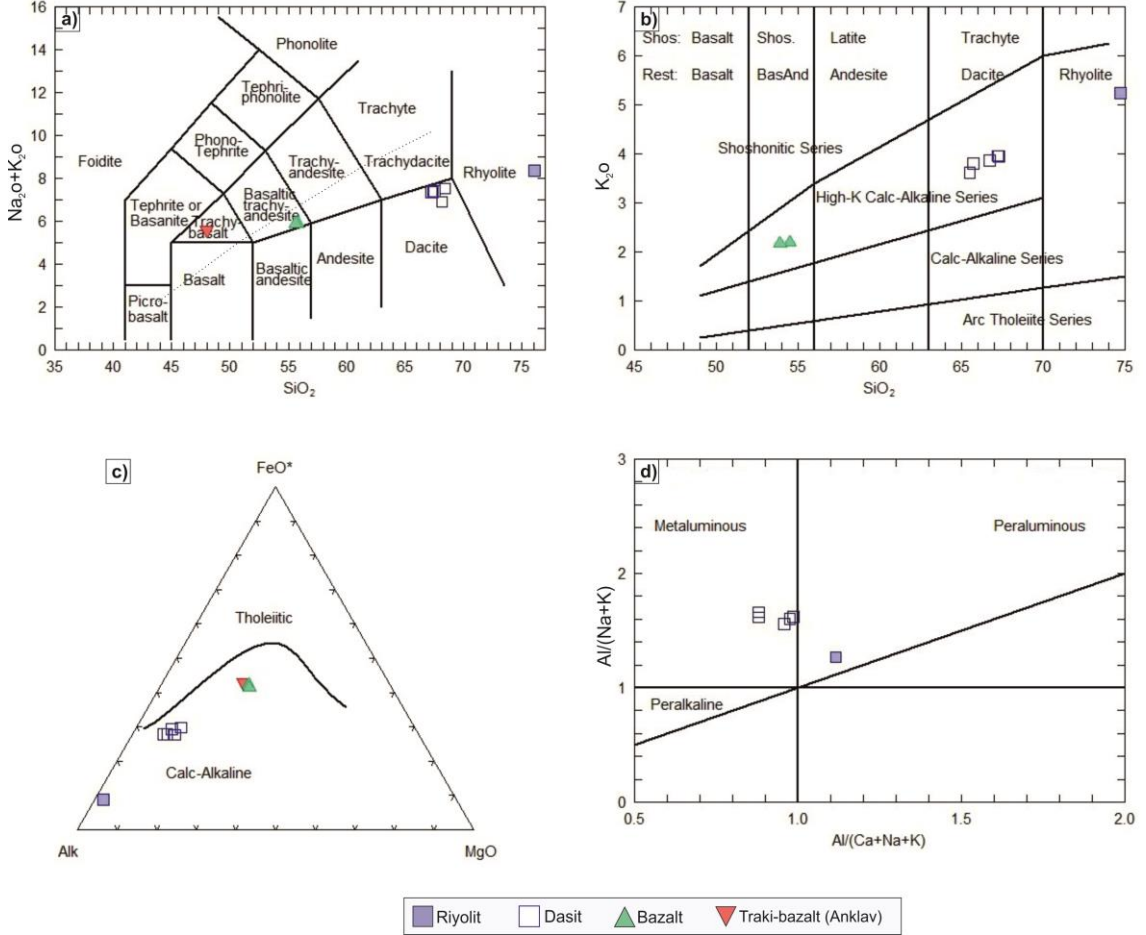 a)
16
14
12
10
8
6
4
2
0
Na₂o+K₂o
Phonolite
Tephri-
phonolite
Trachyte
Foidite
Phono-
Tephrite
Trachy-
andesite
Trachydacite
Rhyolite
Tephrite or
Basanite
Trachy-
basalt
Basaltic
trachy-
andesite
Basalt
Basaltic
andesite
Andesite
Dacite
Picro-
basalt
35 40 45 50 55 60 65 70 75
SiO₂
b)
7
6
5
4
3
2
1
0
K₂o
Shos: Basalt Shos. Latite Trachyte
Rest: Basalt BasAnd Andesite Dacite Rhyolite
Shoshonitic Series
High-K Calc-Alkaline Series
Calc-Alkaline Series
Arc Tholeiite Series
45 50 55 60 65 70 75
SiO₂
c)
FeO*
Tholeiitic
Calc-Alkaline
Alk
MgO
d)
3
2
1
0
Al/(Na+K)
Metaluminous Peraluminous
Peralkaline
0.5 1.0 1.5 2.0
Al/(Ca+Na+K)
Riyolit Dasit Bazalt Traki-bazalt (Anklav)